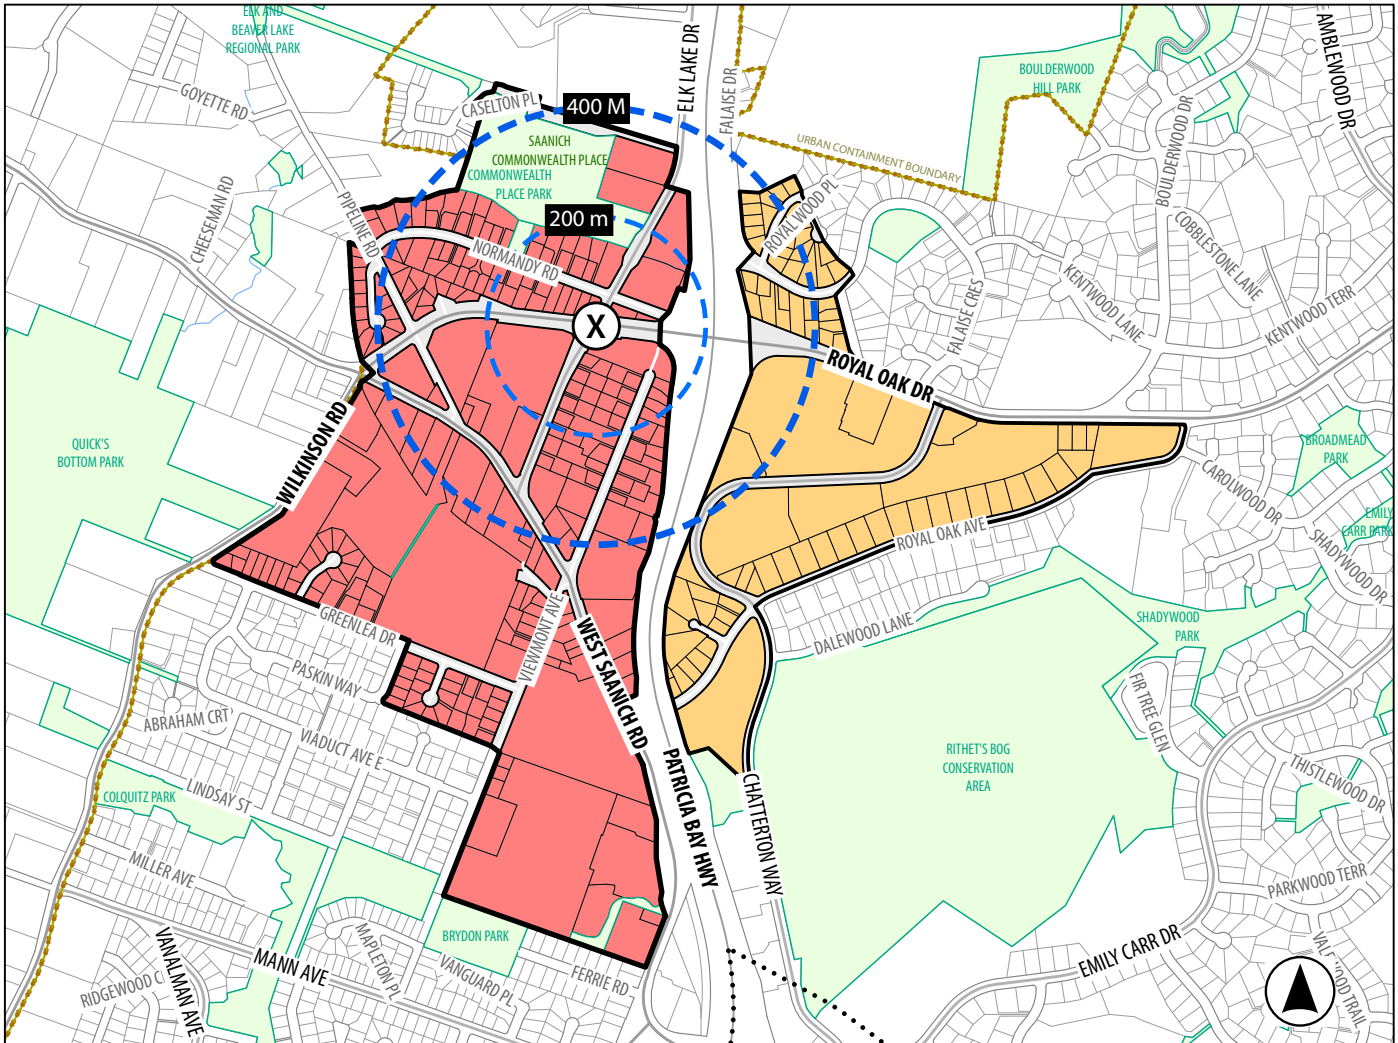 ELK AND
BEAVER LAKE
REGIONAL PARK
GOYETTE RD
CASELTON PL
400 M
ELK LAKE DR
FALAISE DR
BOULDERWOOD
HILL PARK
AMBLEWOOD DR
SAANICH
COMMONWEALTH PLACE
COMMONWEALTH
PLACE PARK
URBAN CONTAINMENT BOUNDARY
BOULDERWOOD DR
CHEESEMAN RD
PIPELINE RD
200 m
NORMANDY RD
ROYAL WOOD PL
COBBLESTONE LANE
KENTWOOD LANE
KENTWOOD TERR
FALAISE CRES
X
ROYAL OAK DR
WILKINSON RD
QUICK'S
BOTTOM PARK
BROADMEAD
PARK
CAROLWOOD DR
EMILY
CARR PARK
SHADYWOOD DR
ROYAL OAK AVE
DALEWOOD LANE
SHADYWOOD
PARK
GREENLEA DR
VIEWMONT AVE
WEST SAANICH RD
PASKIN WAY
ABRAHAM CRT
VIADUCT AVE E
FIR TREE GLEN
RITHET'S BOG
CONSERVATION
AREA
THISTLEWOOD DR
COLQUITZ PARK
LINDSAY ST
PATRICIA BAY HWY
CHATTERTON WAY
MILLER AVE
PARKWOOD TERR
BRYDON PARK
MAPLETON PL
VANGUARD PL
FERRIE RD
MANN AVE
VANALMAN AVE
RIDGEWOOD C
EMILY CARR DR